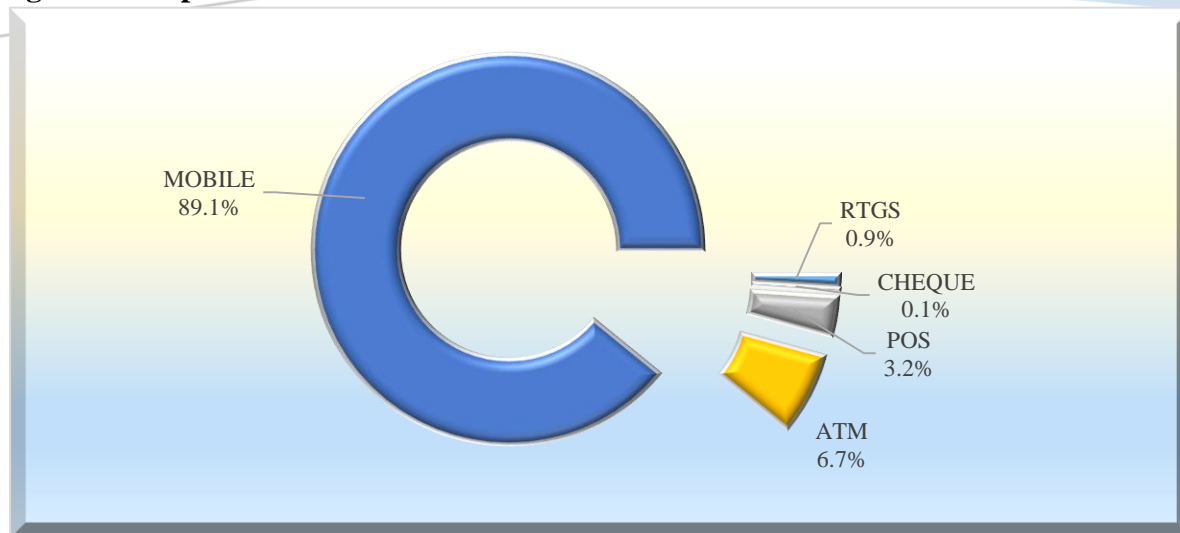 MOBILE
89.1%
RTGS
0.9%
CHEQUE
0.1%
POS
3.2%
ATM
6.7%